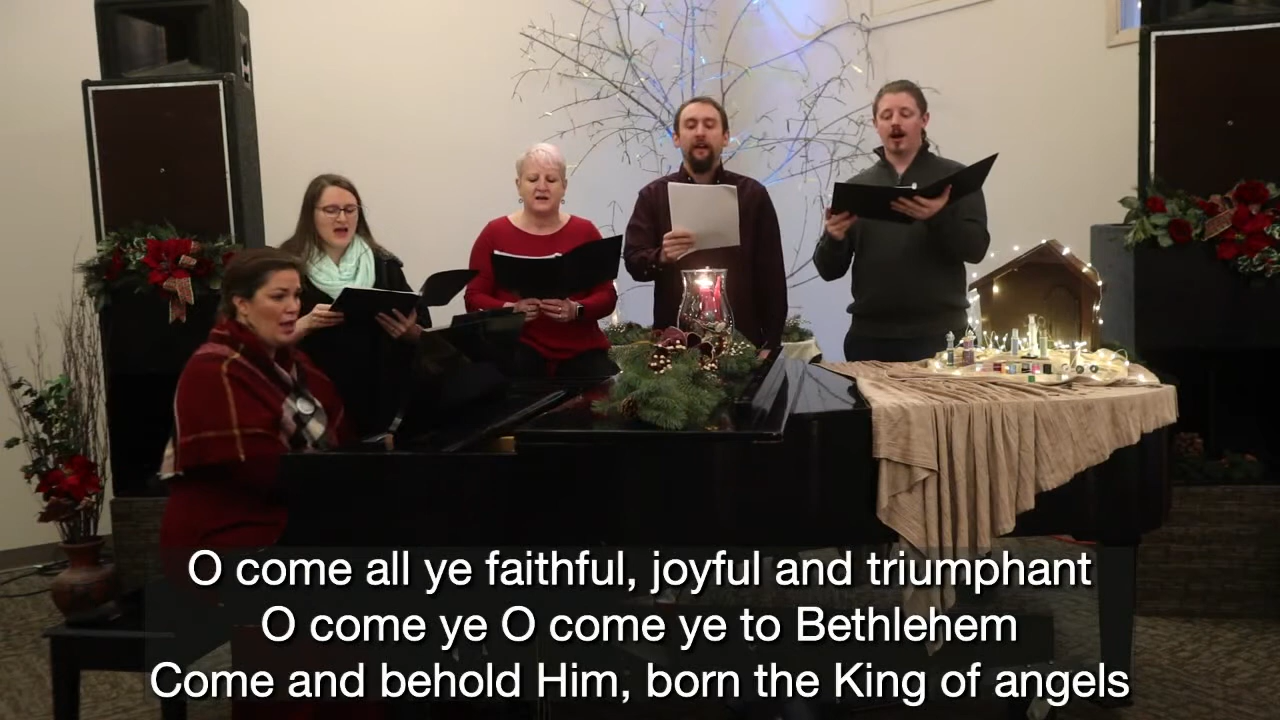 O come all ye faithful, joyful and triumphant
O come ye O come ye to Bethlehem
Come and behold Him, born the King of angels